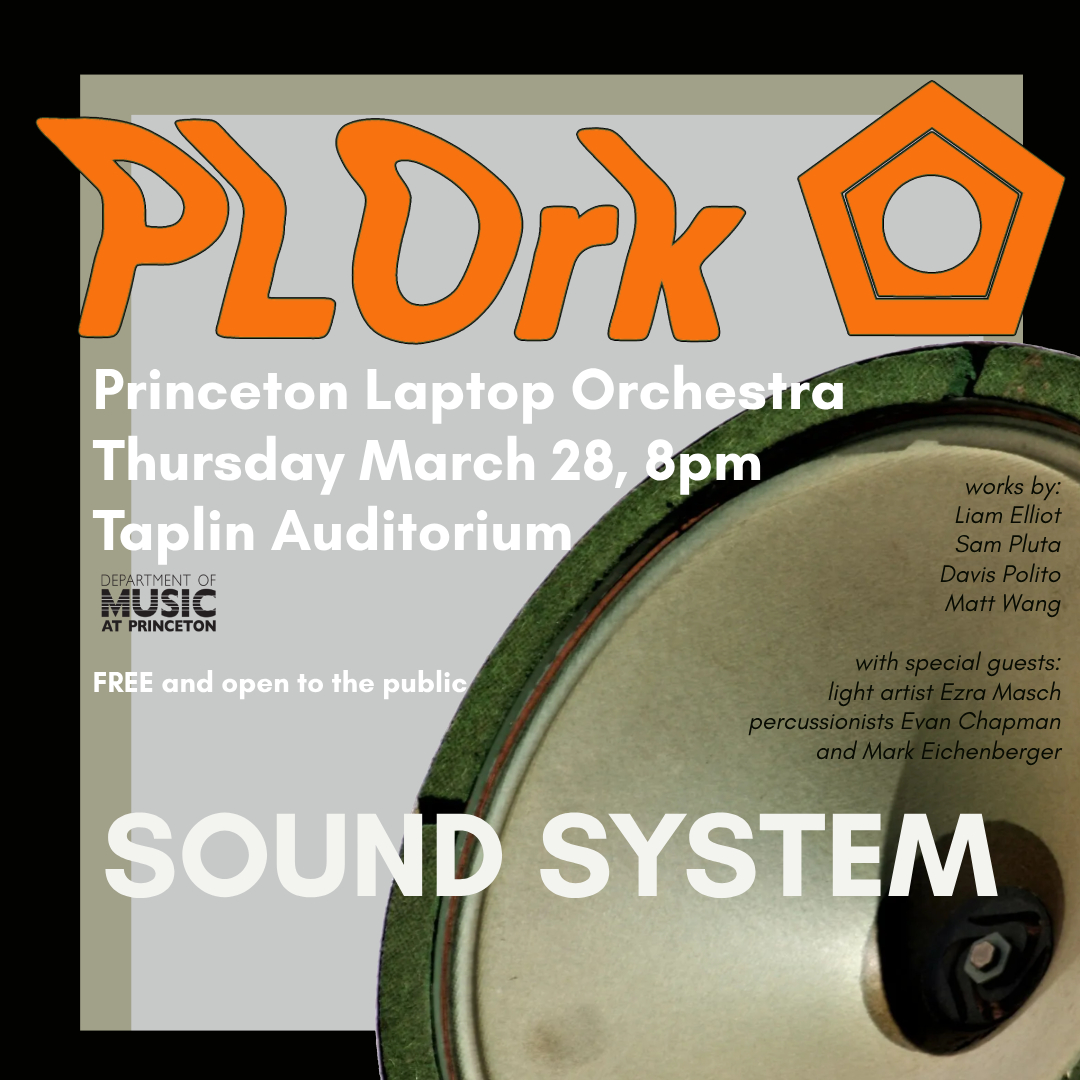 PLOrk
Princeton Laptop Orchestra
Thursday March 28, 8pm
Taplin Auditorium
DEPARTMENT OF
MUSIC
AT PRINCETON
FREE and open to the public
works by:
Liam Elliot
Sam Pluta
Davis Polito
Matt Wang
with special guests:
light artist Ezra Masch
percussionists Evan Chapman
and Mark Eichenberger
SOUND SYSTEM